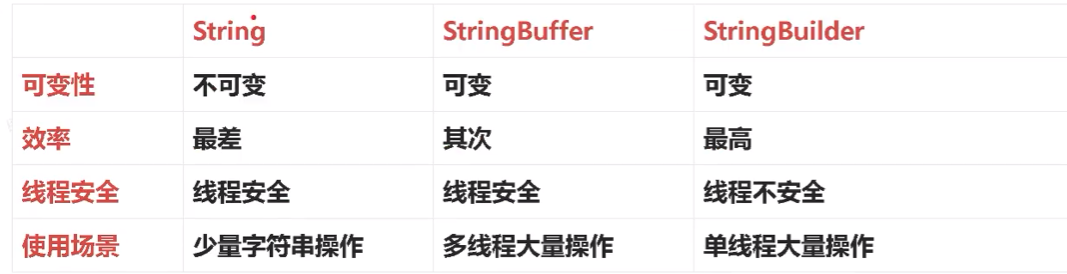 String StringBuffer StringBuilder
可变性 不可变 可变 可变
效率 最差 其次 最高
线程安全 线程安全 线程安全 线程不安全
使用场景 少量字符串操作 多线程大量操作 单线程大量操作